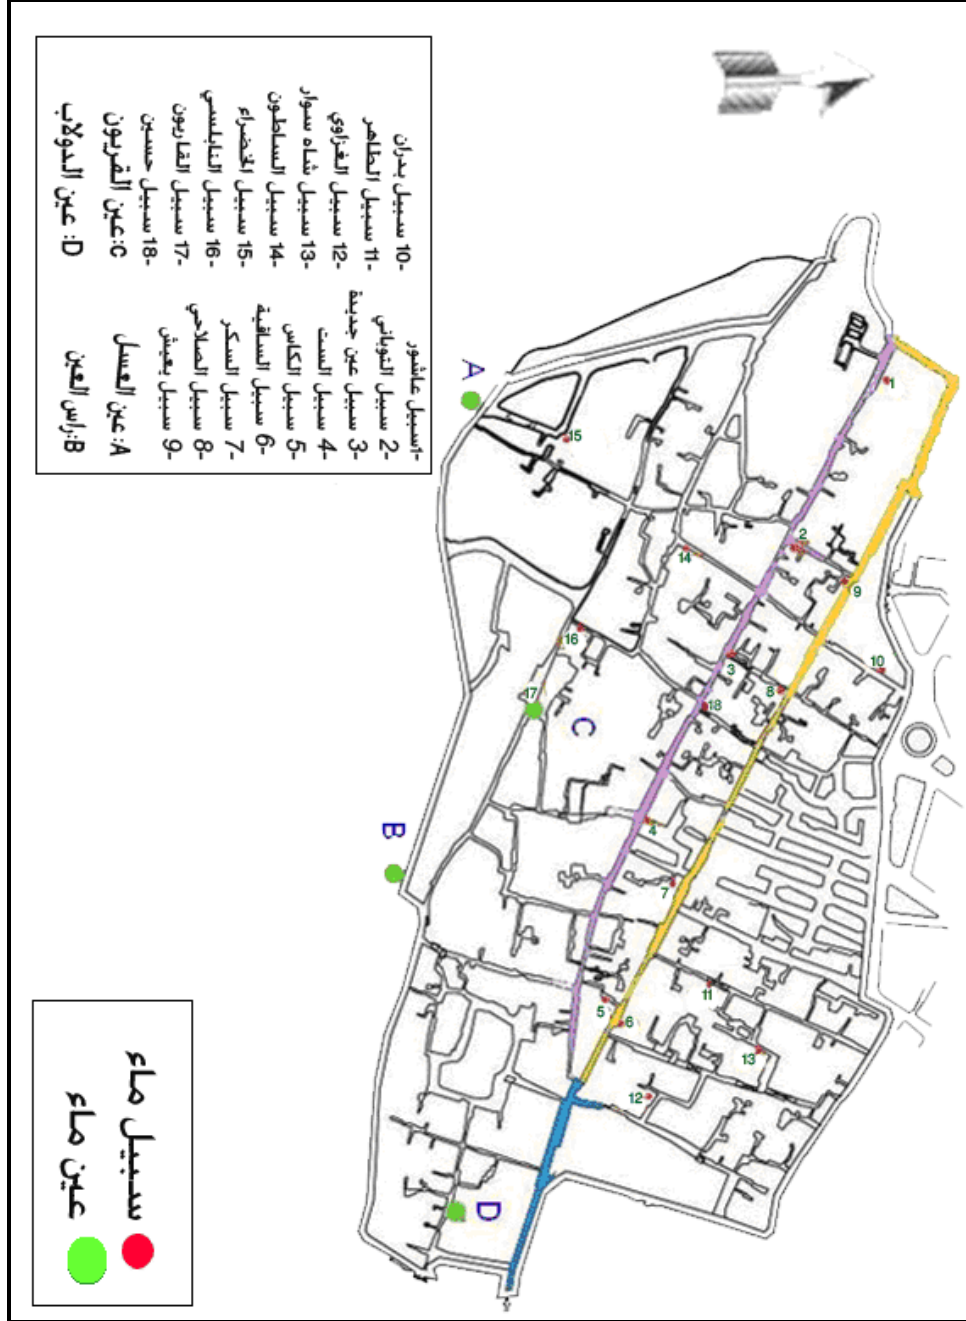 1-سبيل عاشور
2- سبيل التوباني
3- سبيل عين جديدة
4- سبيل الست
5- سبيل الكاس
6- سبيل الساقية
7- سبيل السكر
8- سبيل الصلاحي
9- سبيل يعيش
A: عين العسل
B:راس العين
10- سبيل بدران
11- سبيل الطاهر
12- سبيل الغزاوي
13- سبيل شاه سوار
14- سبيل الساطون
15- سبيل الخضراء
16- سبيل النابلسي
17- سبيل القاريون
18- سبيل حسين
C:عين القريون
D: عين الدولاب
A
B
C
D
1
2
3
4
5
6
7
8
9
10
11
12
13
14
15
16
17
18
سبيل ماء
عين ماء